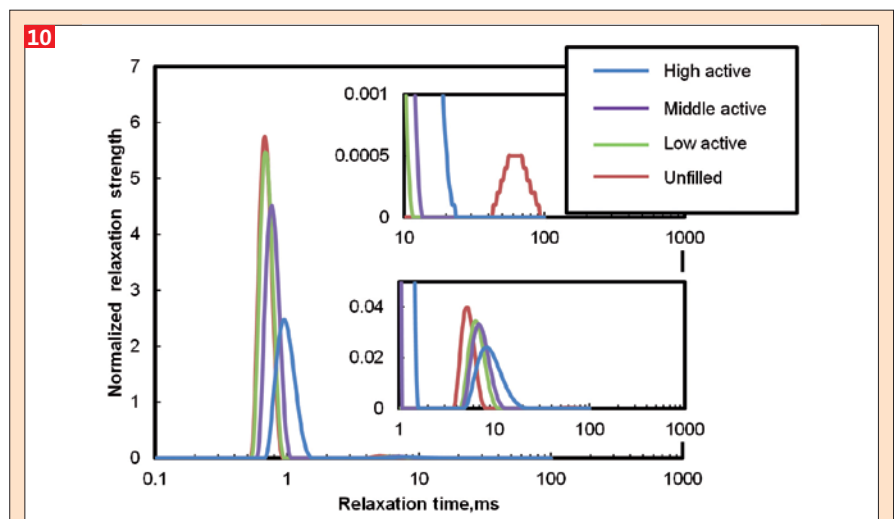 10
7
6
5
4
3
2
1
0
Normalized relaxation strength
0.1 1 10 100 1000
Relaxation time,ms
0.001
0.0005
0
10 100 1000
0.04
0.02
0
1 10 100 1000
High active
Middle active
Low active
Unfilled